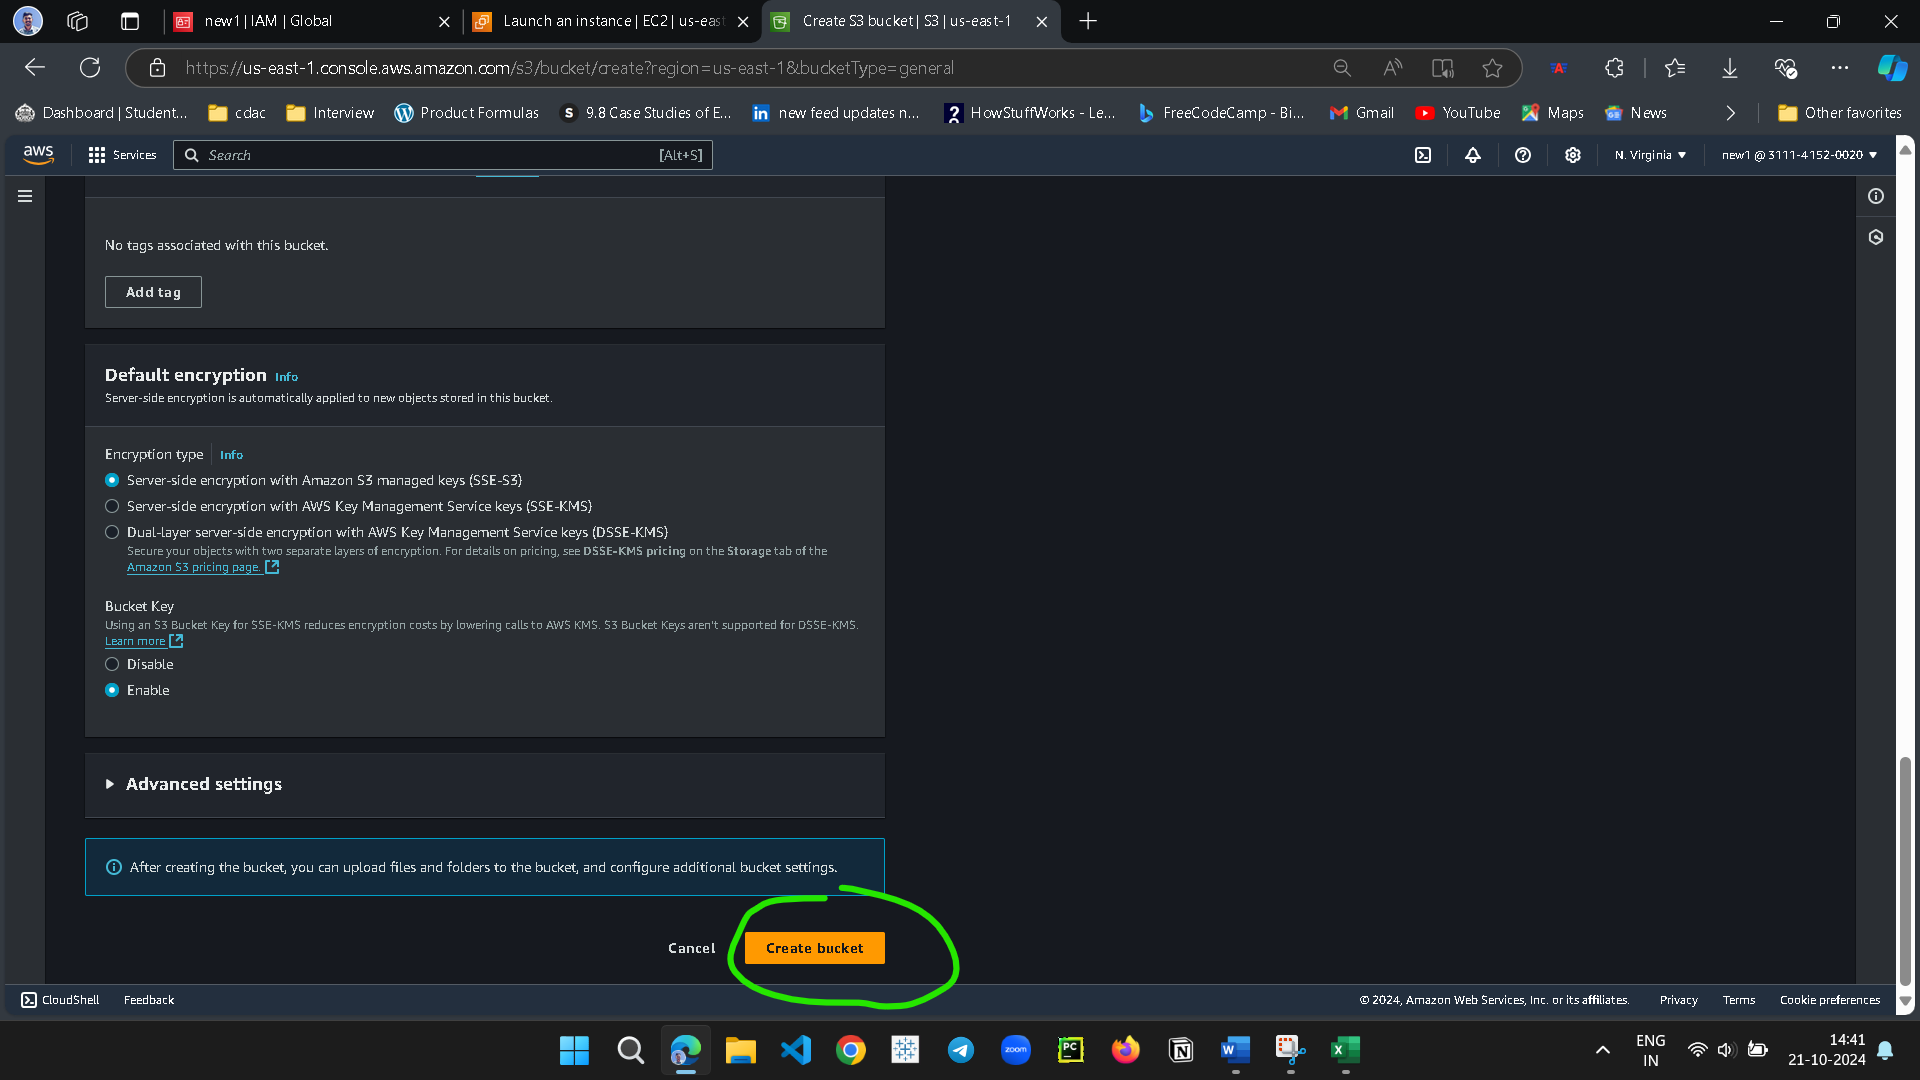 new1 | IAM | Global
Launch an instance | EC2 | us-east
Create S3 bucket | S3 | us-east-1
https://us-east-1.console.aws.amazon.com/s3/bucket/create?region=us-east-1&bucketType=general
Dashboard | Student...
cdac
Interview
Product Formulas
9.8 Case Studies of E...
new feed updates n...
HowStuffWorks - Le...
FreeCodeCamp - Bi...
Gmail
YouTube
Maps
News
Other favorites
aws
Services
Search
[Alt+S]
N. Virginia
new1 @ 3111-4152-0020
No tags associated with this bucket.
Add tag
Default encryption Info
Server-side encryption is automatically applied to new objects stored in this bucket.
Encryption type Info
Server-side encryption with Amazon S3 managed keys (SSE-S3)
Server-side encryption with AWS Key Management Service keys (SSE-KMS)
Dual-layer server-side encryption with AWS Key Management Service keys (DSSE-KMS)
Secure your objects with two separate layers of encryption. For details on pricing, see DSSE-KMS pricing on the Storage tab of the
Amazon S3 pricing page.
Bucket Key
Using an S3 Bucket Key for SSE-KMS reduces encryption costs by lowering calls to AWS KMS. S3 Bucket Keys aren't supported for DSSE-KMS.
Learn more
Disable
Enable
Advanced settings
After creating the bucket, you can upload files and folders to the bucket, and configure additional bucket settings.
Cancel
Create bucket
CloudShell
Feedback
© 2024, Amazon Web Services, Inc. or its affiliates.
Privacy
Terms
Cookie preferences
zoom
PC
ENG
IN
14:41
21-10-2024